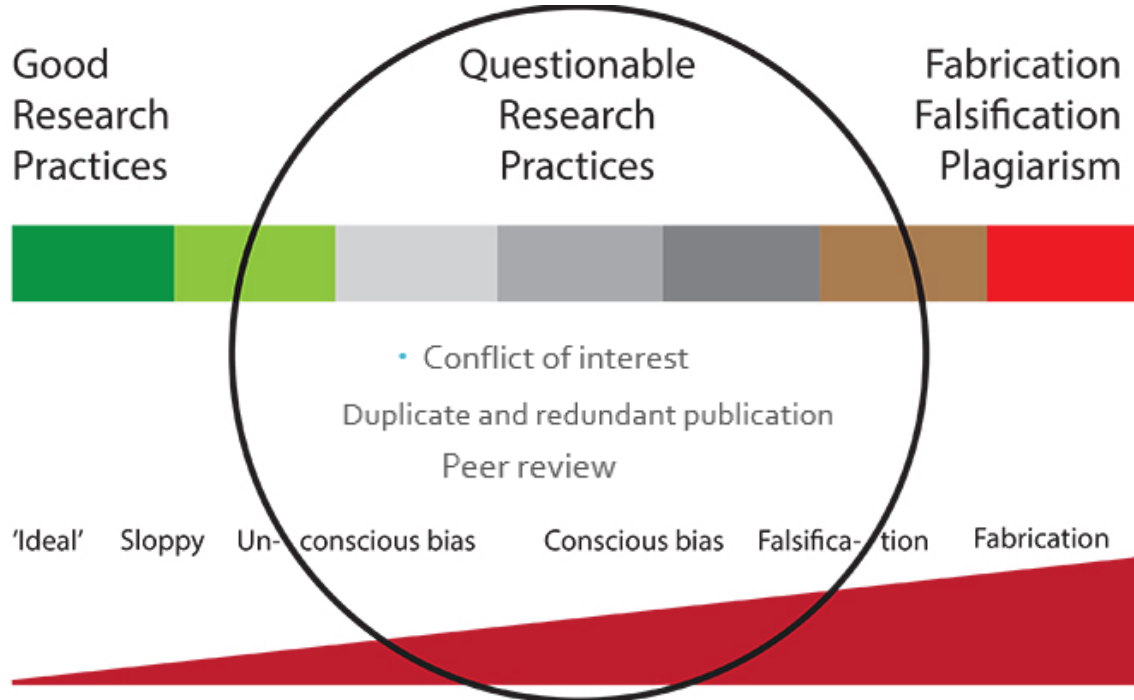 Good
Research
Practices
Questionable
Research
Practices
Fabrication
Falsification
Plagiarism
• Conflict of interest
Duplicate and redundant publication
Peer review
'Ideal' Sloppy Un- conscious bias Conscious bias Falsifica- tion Fabrication